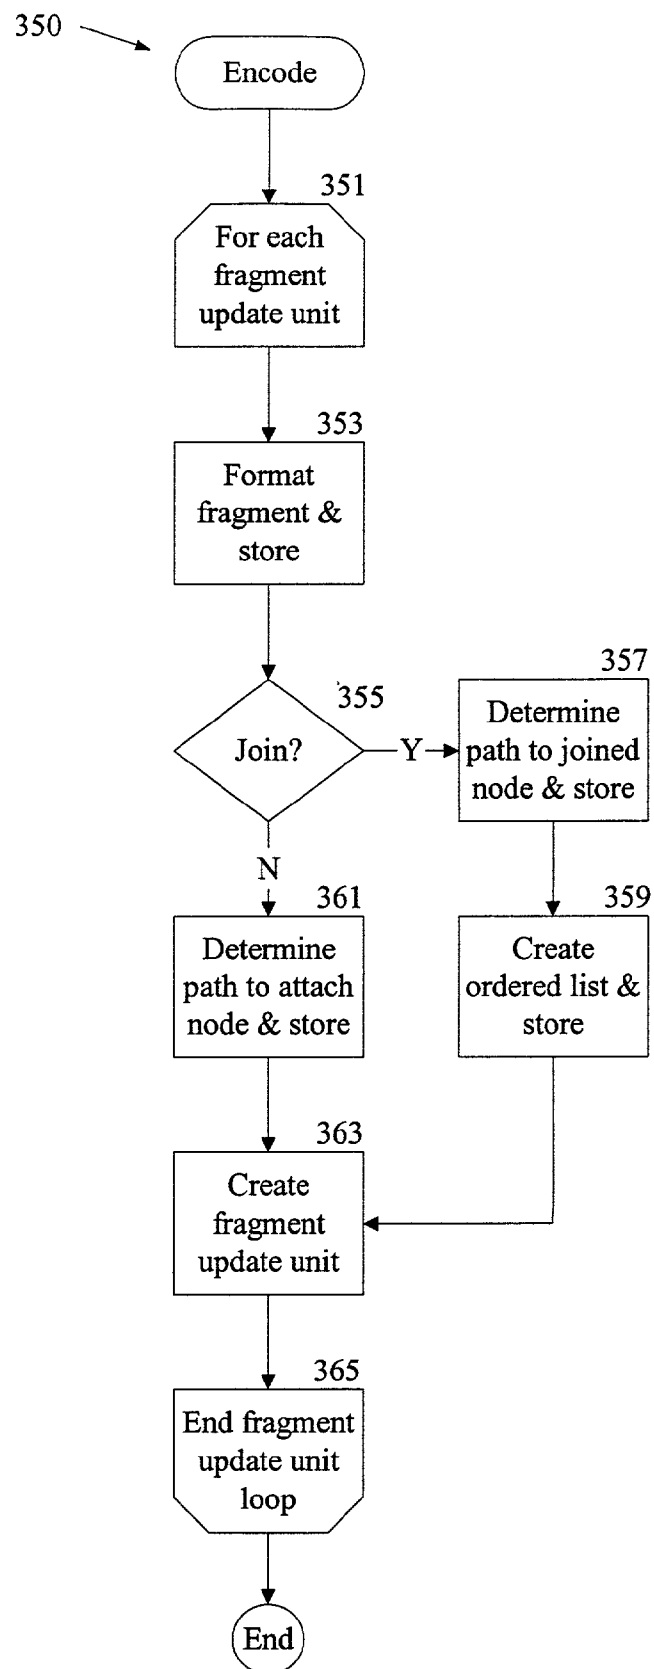 350
Encode
351
For each
fragment
update unit
353
Format
fragment &
store
355
Join?
Y
357
Determine
path to joined
node & store
N
361
Determine
path to attach
node & store
359
Create
ordered list &
store
363
Create
fragment
update unit
365
End fragment
update unit
loop
End